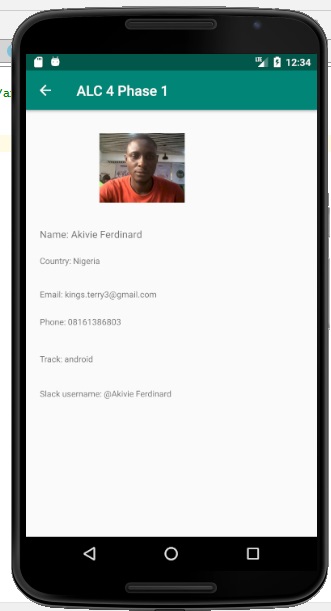 12:34
ALC 4 Phase 1
Name: Akivie Ferdinard
Country: Nigeria
Email: kings.terry3@gmail.com
Phone: 08161386803
Track: android
Slack username: @Akivie Ferdinard